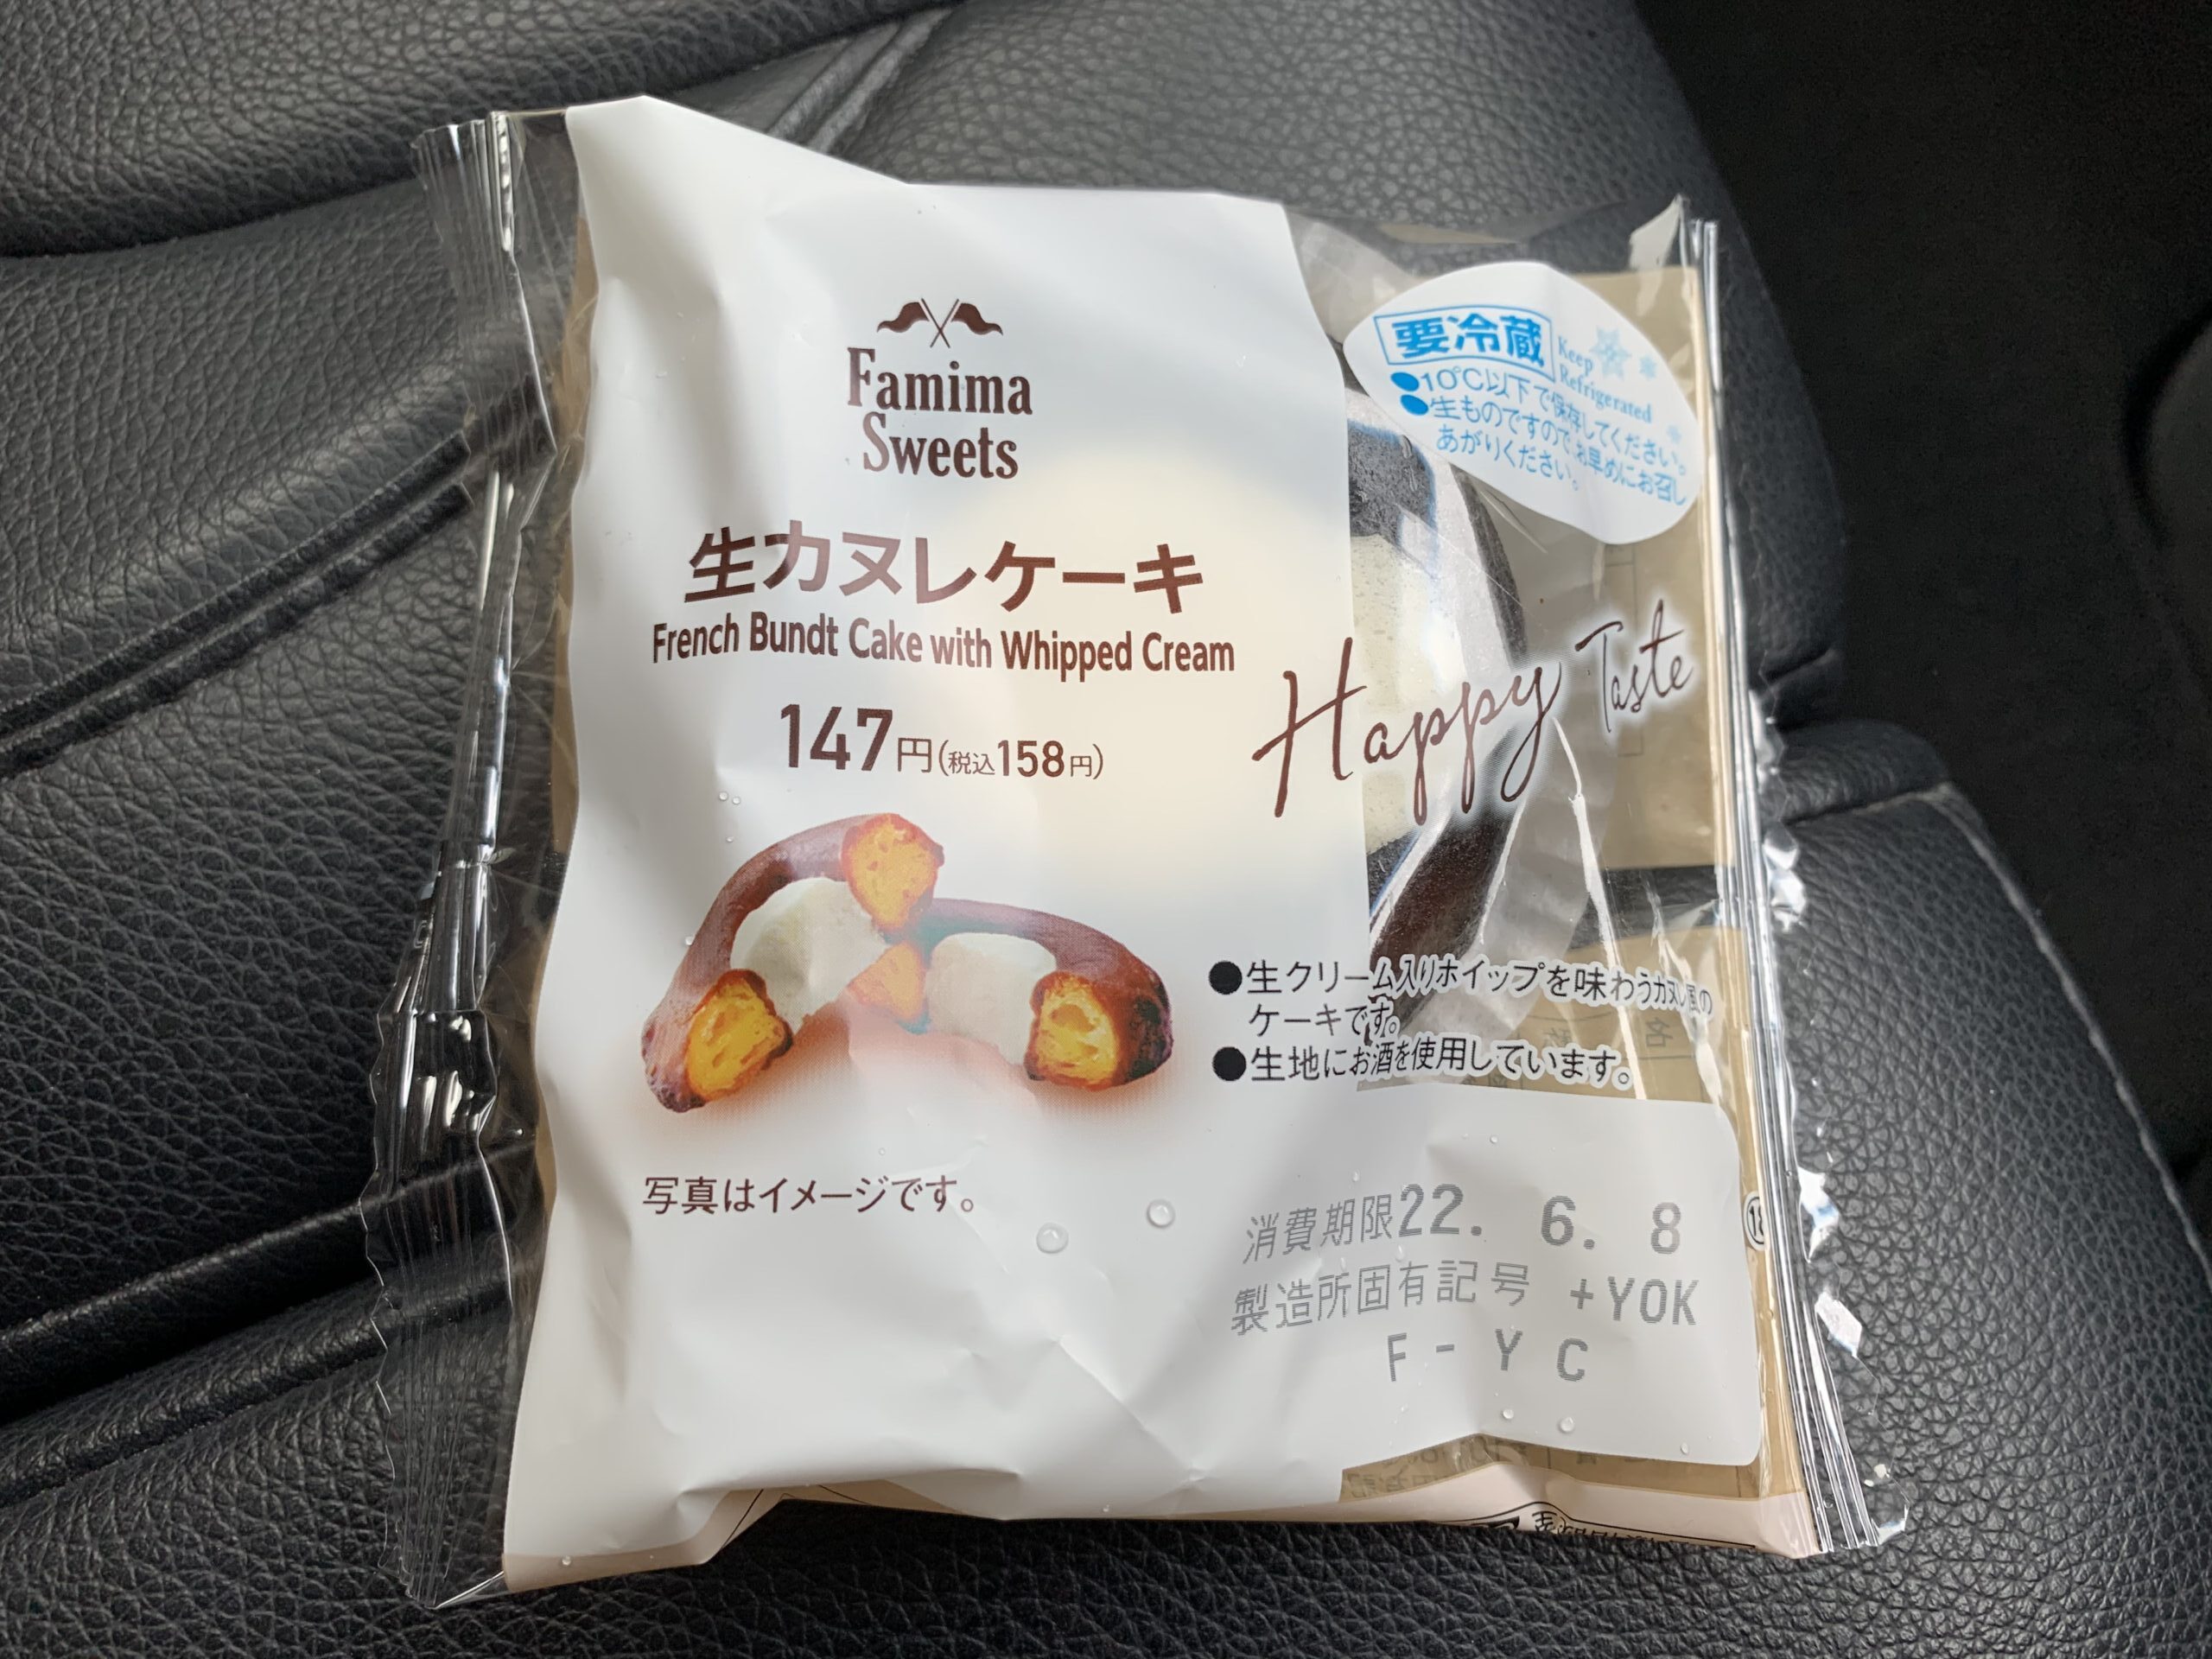 Famima
Sweets
生カヌレケーキ
French Bundt Cake with Whipped Cream
147円(税込158円)
要冷蔵
Keep
Refrigerated
●10℃以下で保存してください。
●生ものですので、お早めにお召し
あがりください。
Happy Taste
●生クリーム入りホイップを味わうカヌレ風の
ケーキです。
●生地にお酒を使用しています。
写真はイメージです。
消費期限22. 6. 8
製造所固有記号 +YOK
F-YC